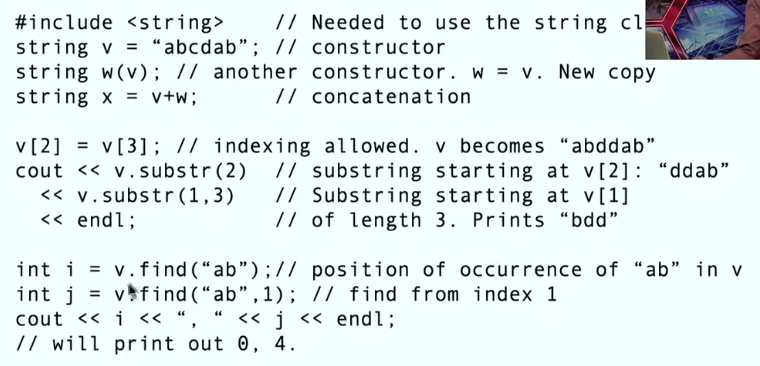 #include <string>     // Needed to use the string cl
string v = “abcdab”; // constructor
string w(v); // another constructor. w = v. New copy
string x = v+w;      // concatenation
v[2] = v[3]; // indexing allowed. v becomes “abddab”
cout << v.substr(2)  // substring starting at v[2]: “ddab”
  << v.substr(1,3)   // Substring starting at v[1]
  << endl;           // of length 3. Prints “bdd”
int i = v.find(“ab”);// position of occurrence of “ab” in v
int j = v.find(“ab”,1); // find from index 1
cout << i << “, “ << j << endl;
// will print out 0, 4.